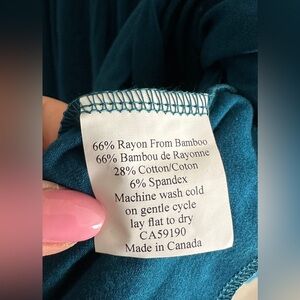 66% Rayon From Bamboo
66% Bambou de Rayonne
28% Cotton/Coton
6% Spandex
Machine wash cold
on gentle cycle
lay flat to dry
CA59190
Made in Canada